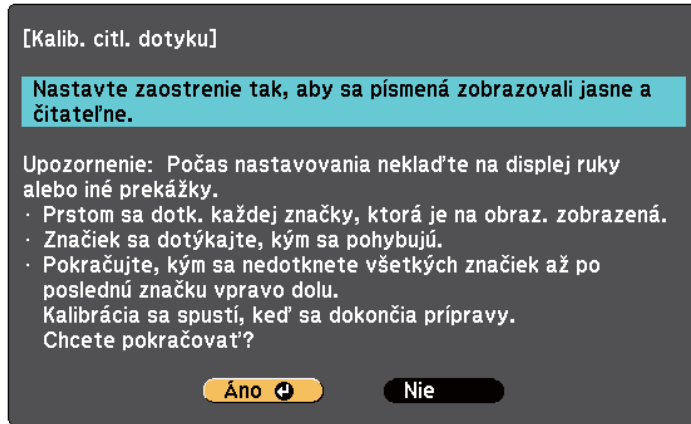 [Kalib. citl. dotyku]
Nastavte zaostrenie tak, aby sa písmená zobrazovali jasne a
čitateľne.
Upozornenie: Počas nastavovania neklaďte na displej ruky
alebo iné prekážky.
· Prstom sa dotk. každej značky, ktorá je na obraz. zobrazená.
· Značiek sa dotýkajte, kým sa pohybujú.
· Pokračujte, kým sa nedotknete všetkých značiek až po
poslednú značku vpravo dolu.
Kalibrácia sa spustí, keď sa dokončia prípravy.
Chcete pokračovať?
Áno Nie